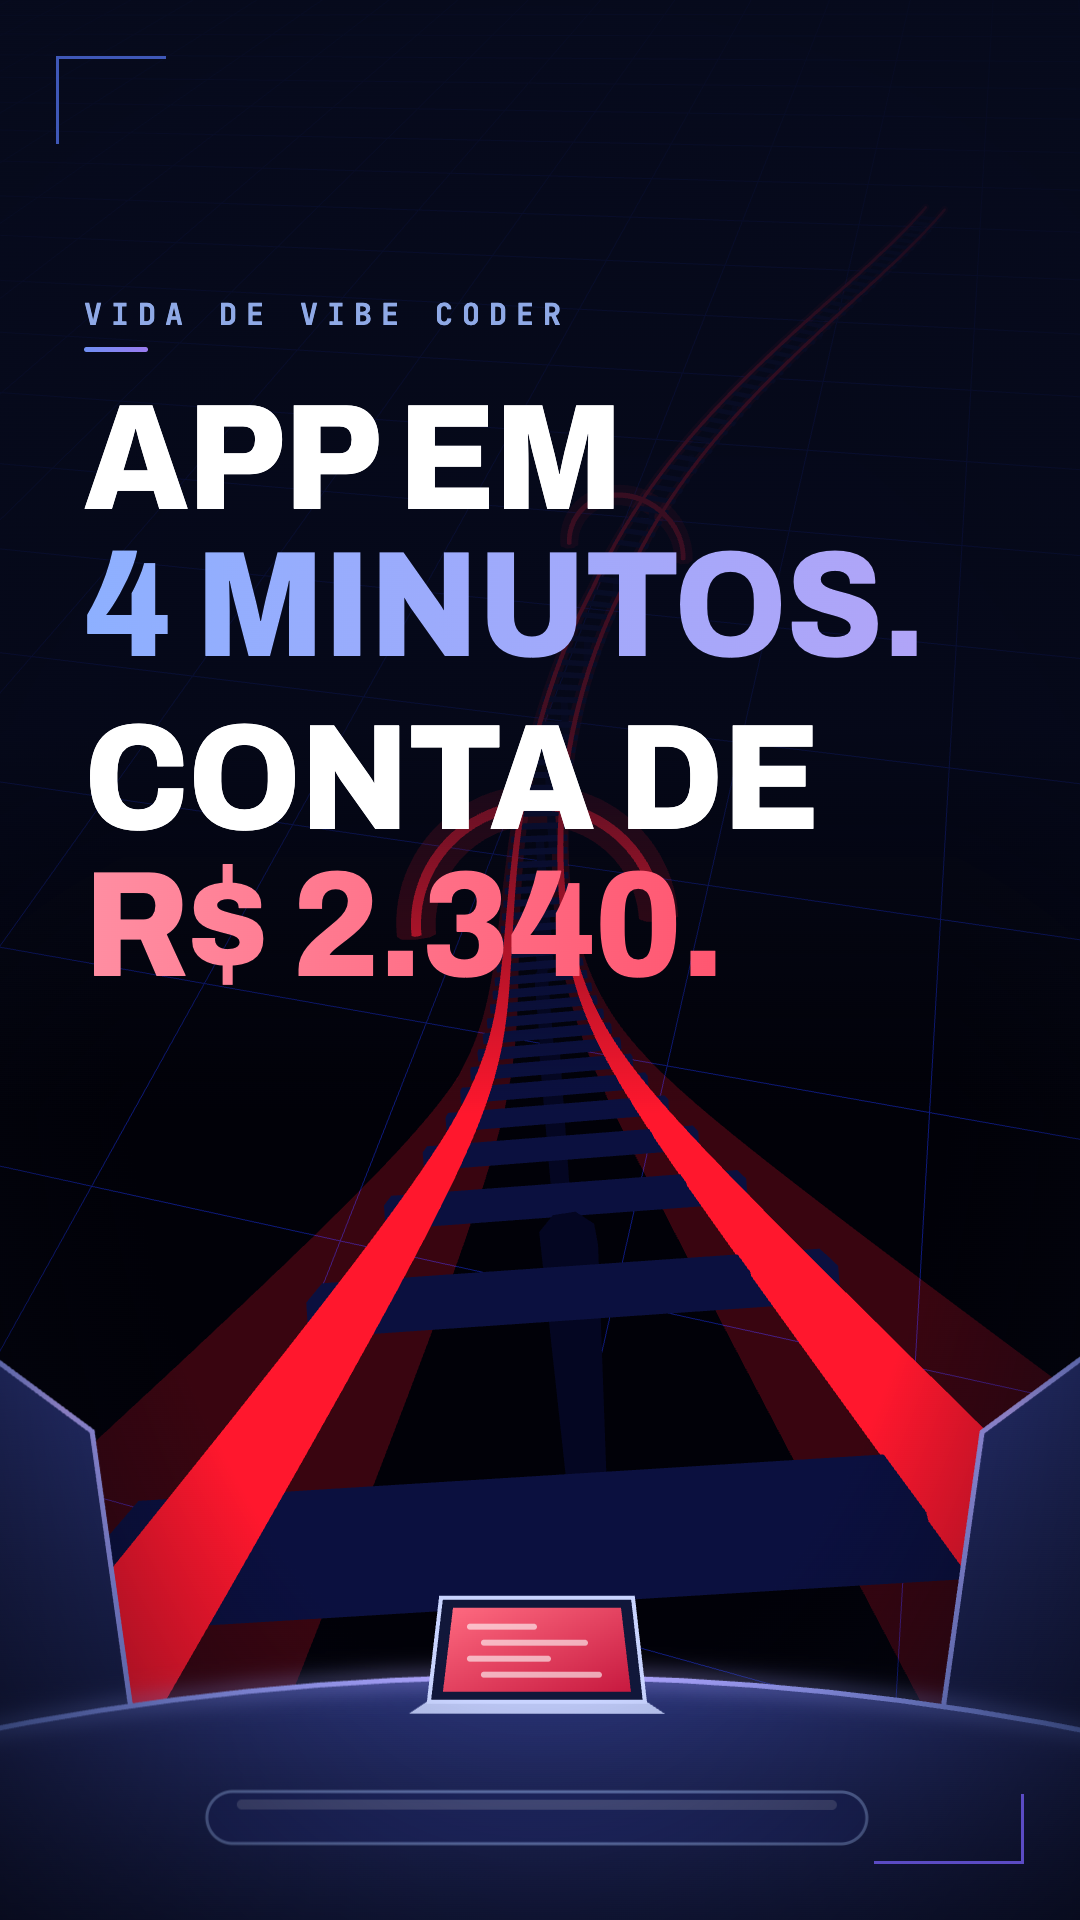 VIDA DE VIBE CODER
APP EM
4 MINUTOS.
CONTA DE
R$ 2.340.